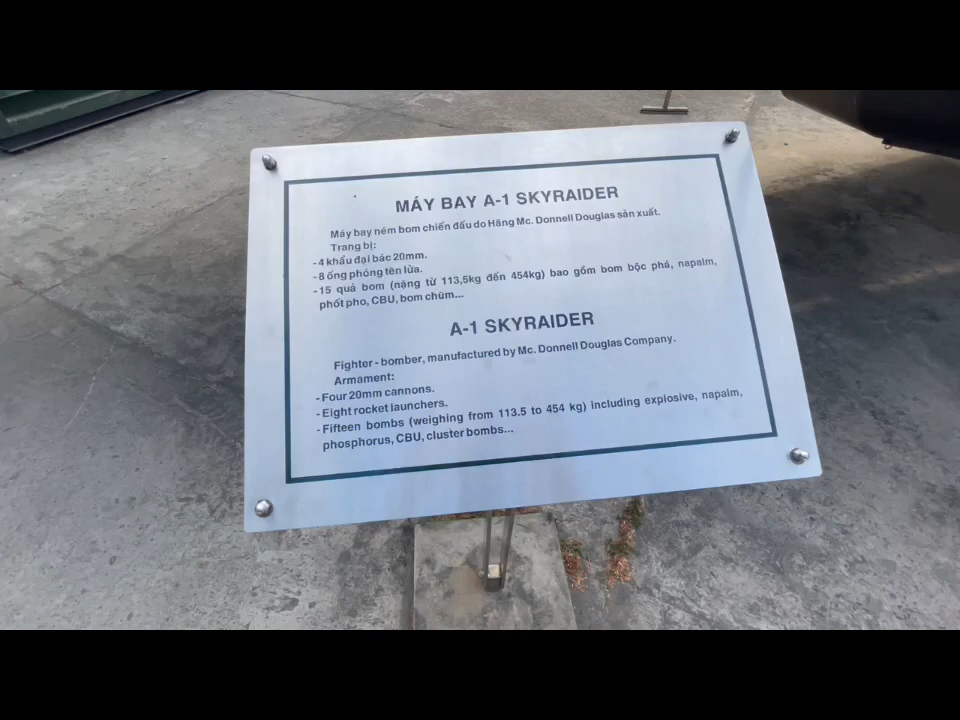 MÁY BAY A-1 SKYRAIDER
Máy bay ném bom chiến đấu do Hãng Mc. Donnell Douglas sản xuất.
Trang bị:
- 4 khẩu đại bác 20mm.
- 8 ống phóng tên lửa.
- 15 quả bom (nặng từ 113,5kg đến 454kg) bao gồm bom bộc phá, napalm,
phốt pho, CBU, bom chùm...
A-1 SKYRAIDER
Fighter - bomber, manufactured by Mc. Donnell Douglas Company.
Armament:
- Four 20mm cannons.
- Eight rocket launchers.
- Fifteen bombs (weighing from 113.5 to 454 kg) including explosive, napalm,
phosphorus, CBU, cluster bombs...